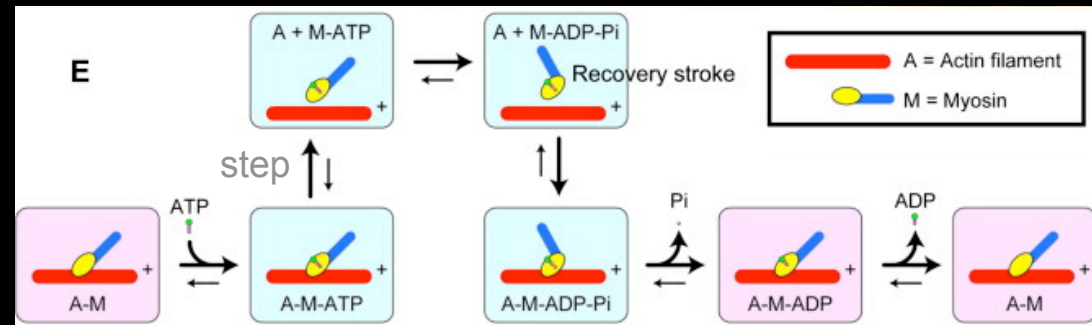 A + M-ATP
A + M-ADP-Pi
E
Recovery stroke
A = Actin filament
M = Myosin
+
+
step
ATP
Pi
ADP
+
+
+
+
+
A-M
A-M-ATP
A-M-ADP-Pi
A-M-ADP
A-M